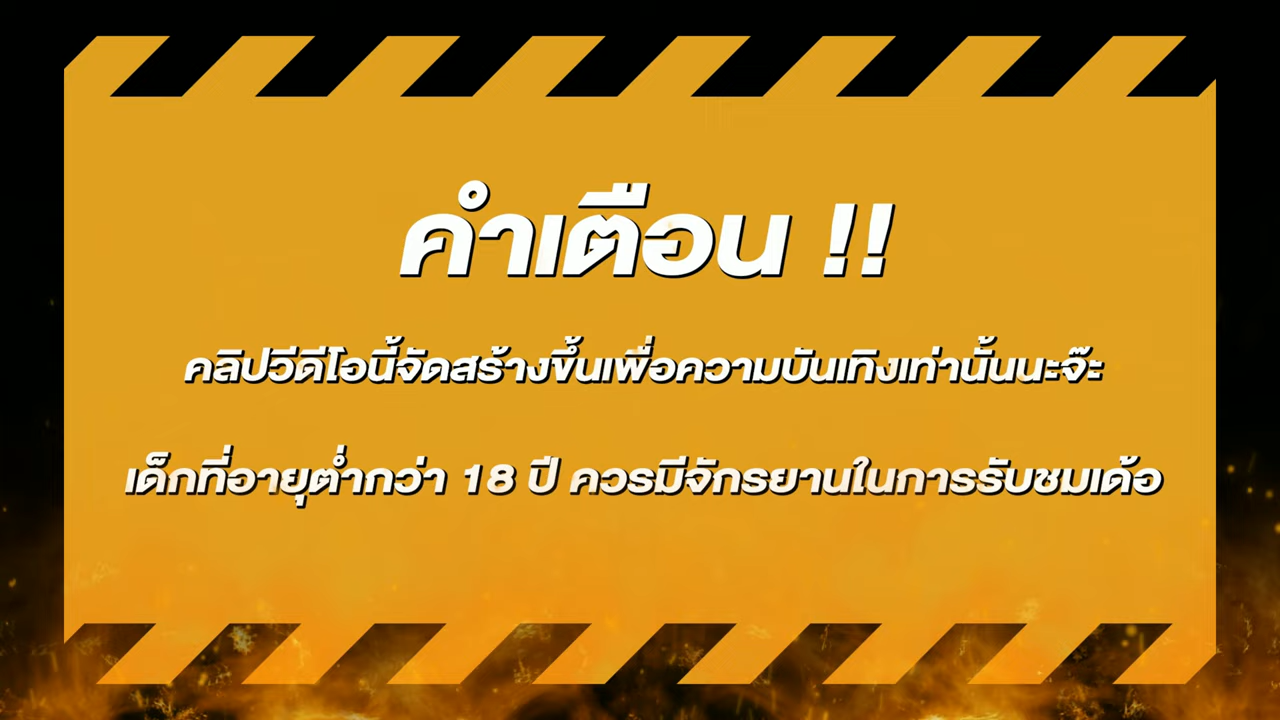 คำเตือน !!
คลิปวีดีโอนี้จัดสร้างขึ้นเพื่อความบันเทิงเท่านั้นนะจ๊ะ
เด็กที่อายุต่ำกว่า 18 ปี ควรมีจักรยานในการรับชมเด้อ